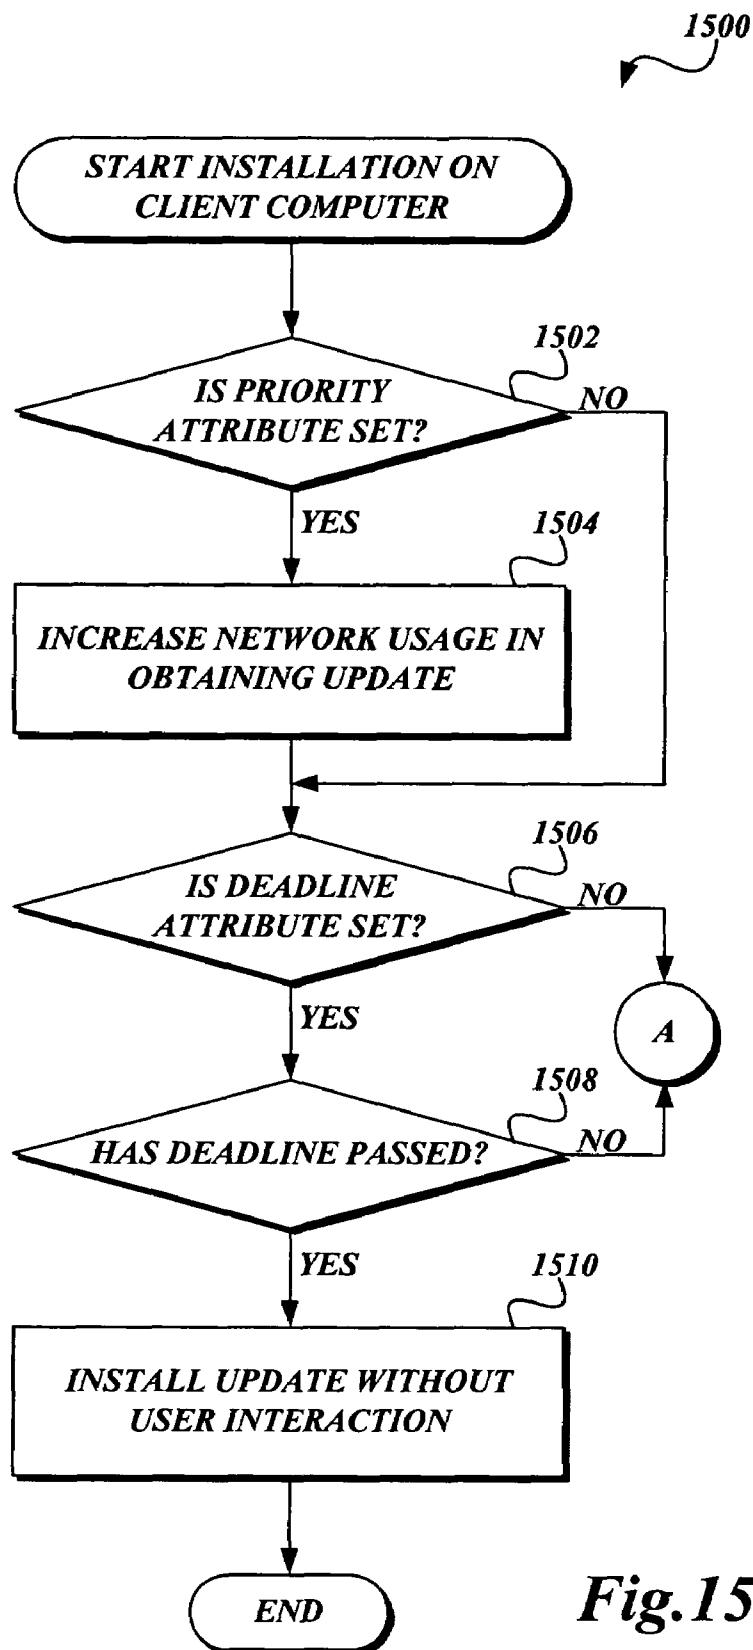 1500
START INSTALLATION ON
CLIENT COMPUTER
1502
IS PRIORITY
ATTRIBUTE SET?
NO
YES
1504
INCREASE NETWORK USAGE IN
OBTAINING UPDATE
1506
IS DEADLINE
ATTRIBUTE SET?
NO
YES
A
1508
HAS DEADLINE PASSED?
NO
YES
1510
INSTALL UPDATE WITHOUT
USER INTERACTION
END
Fig.15